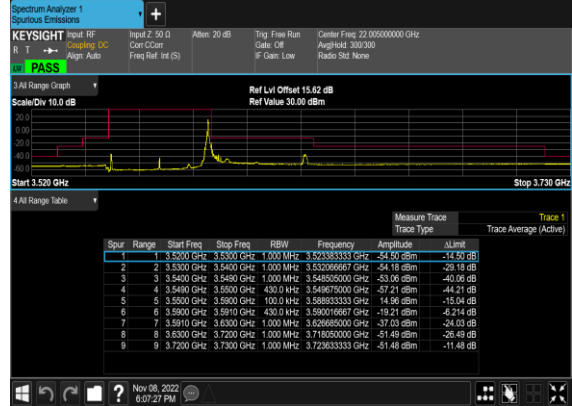 Spectrum Analyzer 1
Spurious Emissions
+
KEYSIGHT Input: RF Input Z: 50 Ω Atten: 20 dB Trig: Free Run Center Freq: 22.005000000 GHz
R T Coupling: DC Corr CCorr Gate: Off Avg|Hold: 300/300
Align: Auto Freq Ref: Int (S) IF Gain: Low Radio Std: None
PASS
3 All Range Graph
Ref Lvl Offset 15.62 dB
Scale/Div 10.0 dB Ref Value 30.00 dBm
20.0
0.00
-20.0
-40.0
-60.0
Start 3.520 GHz Stop 3.730 GHz
4 All Range Table
Measure Trace Trace 1
Trace Type Trace Average (Active)
Spur Range Start Freq Stop Freq RBW Frequency Amplitude ΔLimit
1 1 3.5200 GHz 3.5300 GHz 1.000 MHz 3.523383333 GHz -54.50 dBm -14.50 dB
2 2 3.5300 GHz 3.5400 GHz 1.000 MHz 3.532066667 GHz -54.18 dBm -29.18 dB
3 3 3.5400 GHz 3.5490 GHz 1.000 MHz 3.548505000 GHz -53.06 dBm -40.06 dB
4 4 3.5490 GHz 3.5500 GHz 430.0 kHz 3.549675000 GHz -57.21 dBm -44.21 dB
5 5 3.5500 GHz 3.5900 GHz 100.0 kHz 3.588933333 GHz 14.96 dBm -15.04 dB
6 6 3.5900 GHz 3.5910 GHz 430.0 kHz 3.590016667 GHz -19.21 dBm -6.214 dB
7 7 3.5910 GHz 3.6300 GHz 1.000 MHz 3.626685000 GHz -37.03 dBm -24.03 dB
8 8 3.6300 GHz 3.7200 GHz 1.000 MHz 3.718050000 GHz -51.49 dBm -26.49 dB
9 9 3.7200 GHz 3.7300 GHz 1.000 MHz 3.723633333 GHz -51.48 dBm -11.48 dB
? Nov 08, 2022
6:07:27 PM